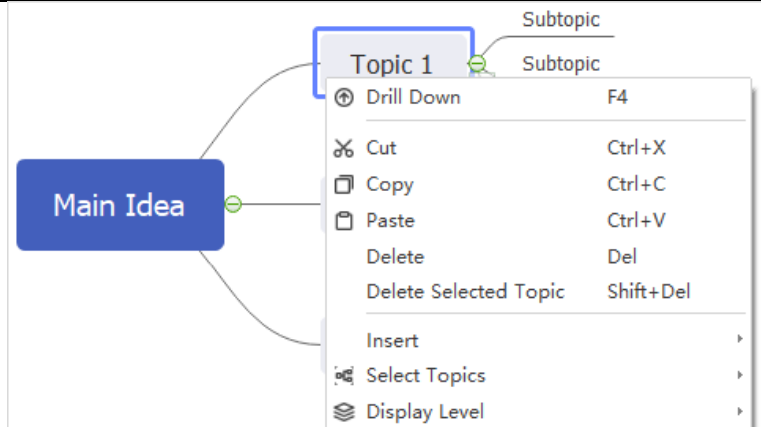 Subtopic
Topic 1
Subtopic
Main Idea
Drill Down F4
Cut Ctrl+X
Copy Ctrl+C
Paste Ctrl+V
Delete Del
Delete Selected Topic Shift+Del
Insert
Select Topics
Display Level